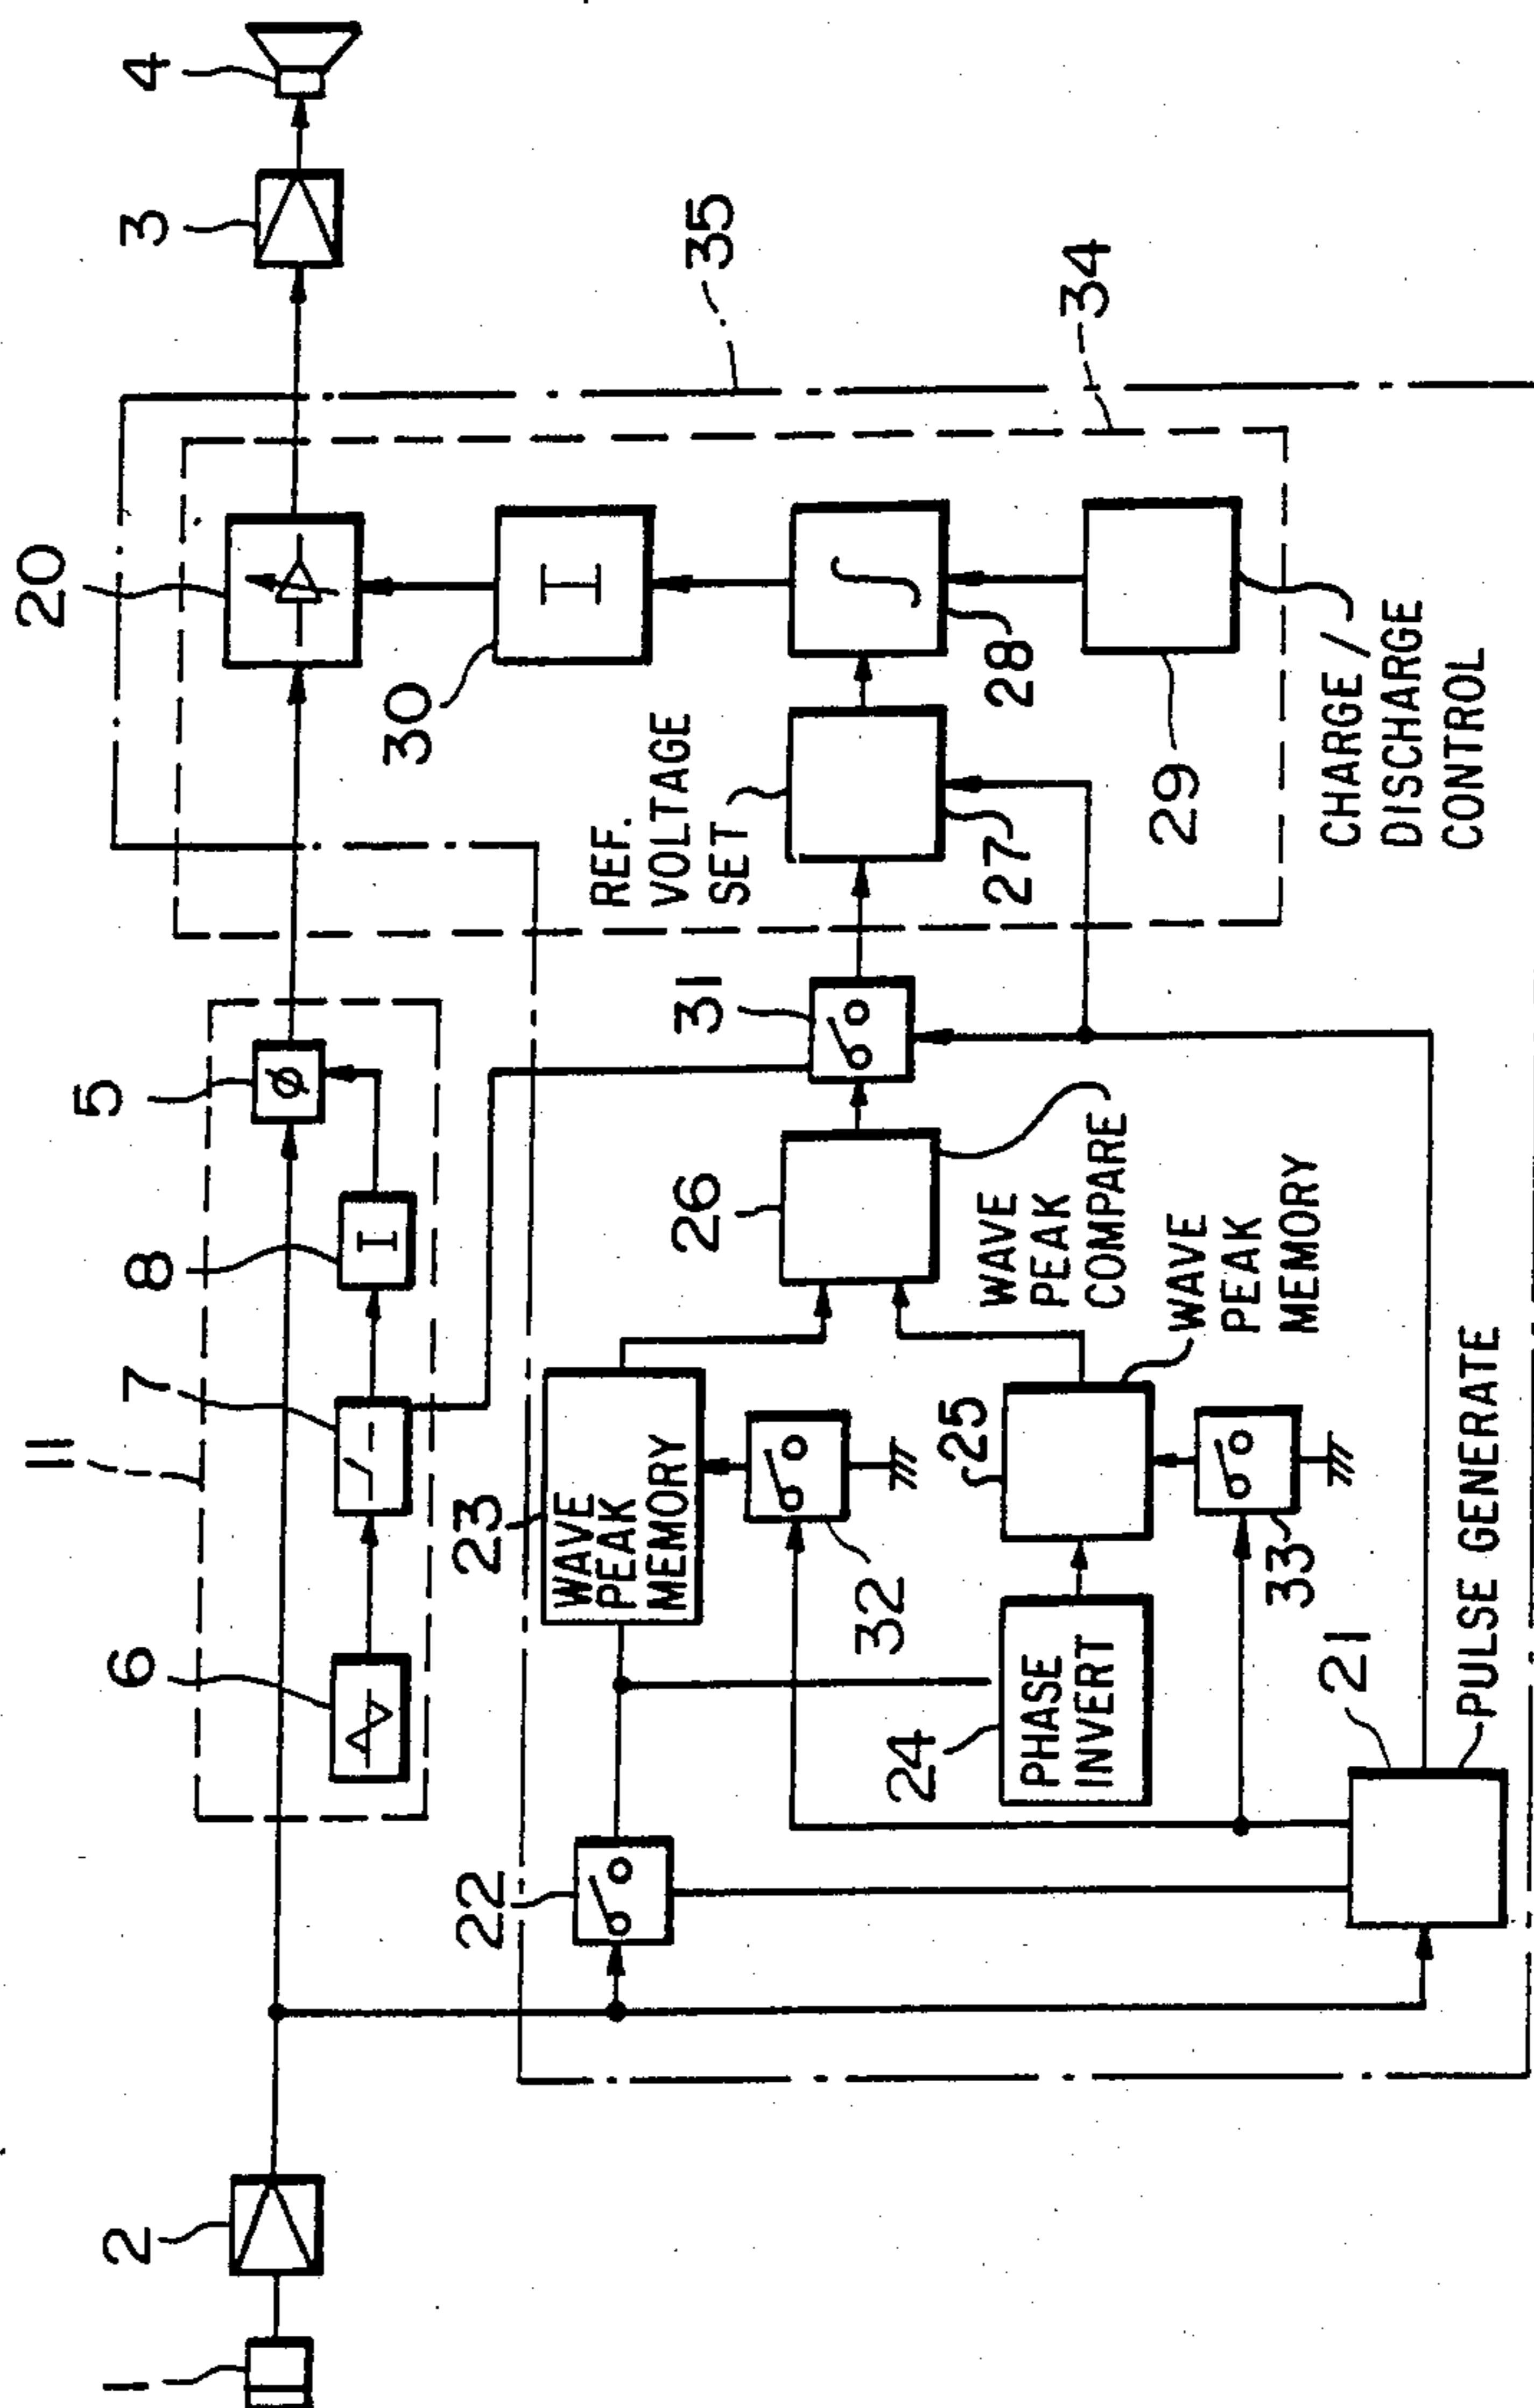 1
2
3
4
11
6
7
8
5
I
Φ
20
30
I
35
34
22
23
WAVE
PEAK
MEMORY
32
24
PHASE
INVERT
25
WAVE
PEAK
MEMORY
33
26
WAVE
PEAK
COMPARE
31
REF.
VOLTAGE
SET
27
28
∫
29
CHARGE /
DISCHARGE
CONTROL
21
PULSE GENERATE